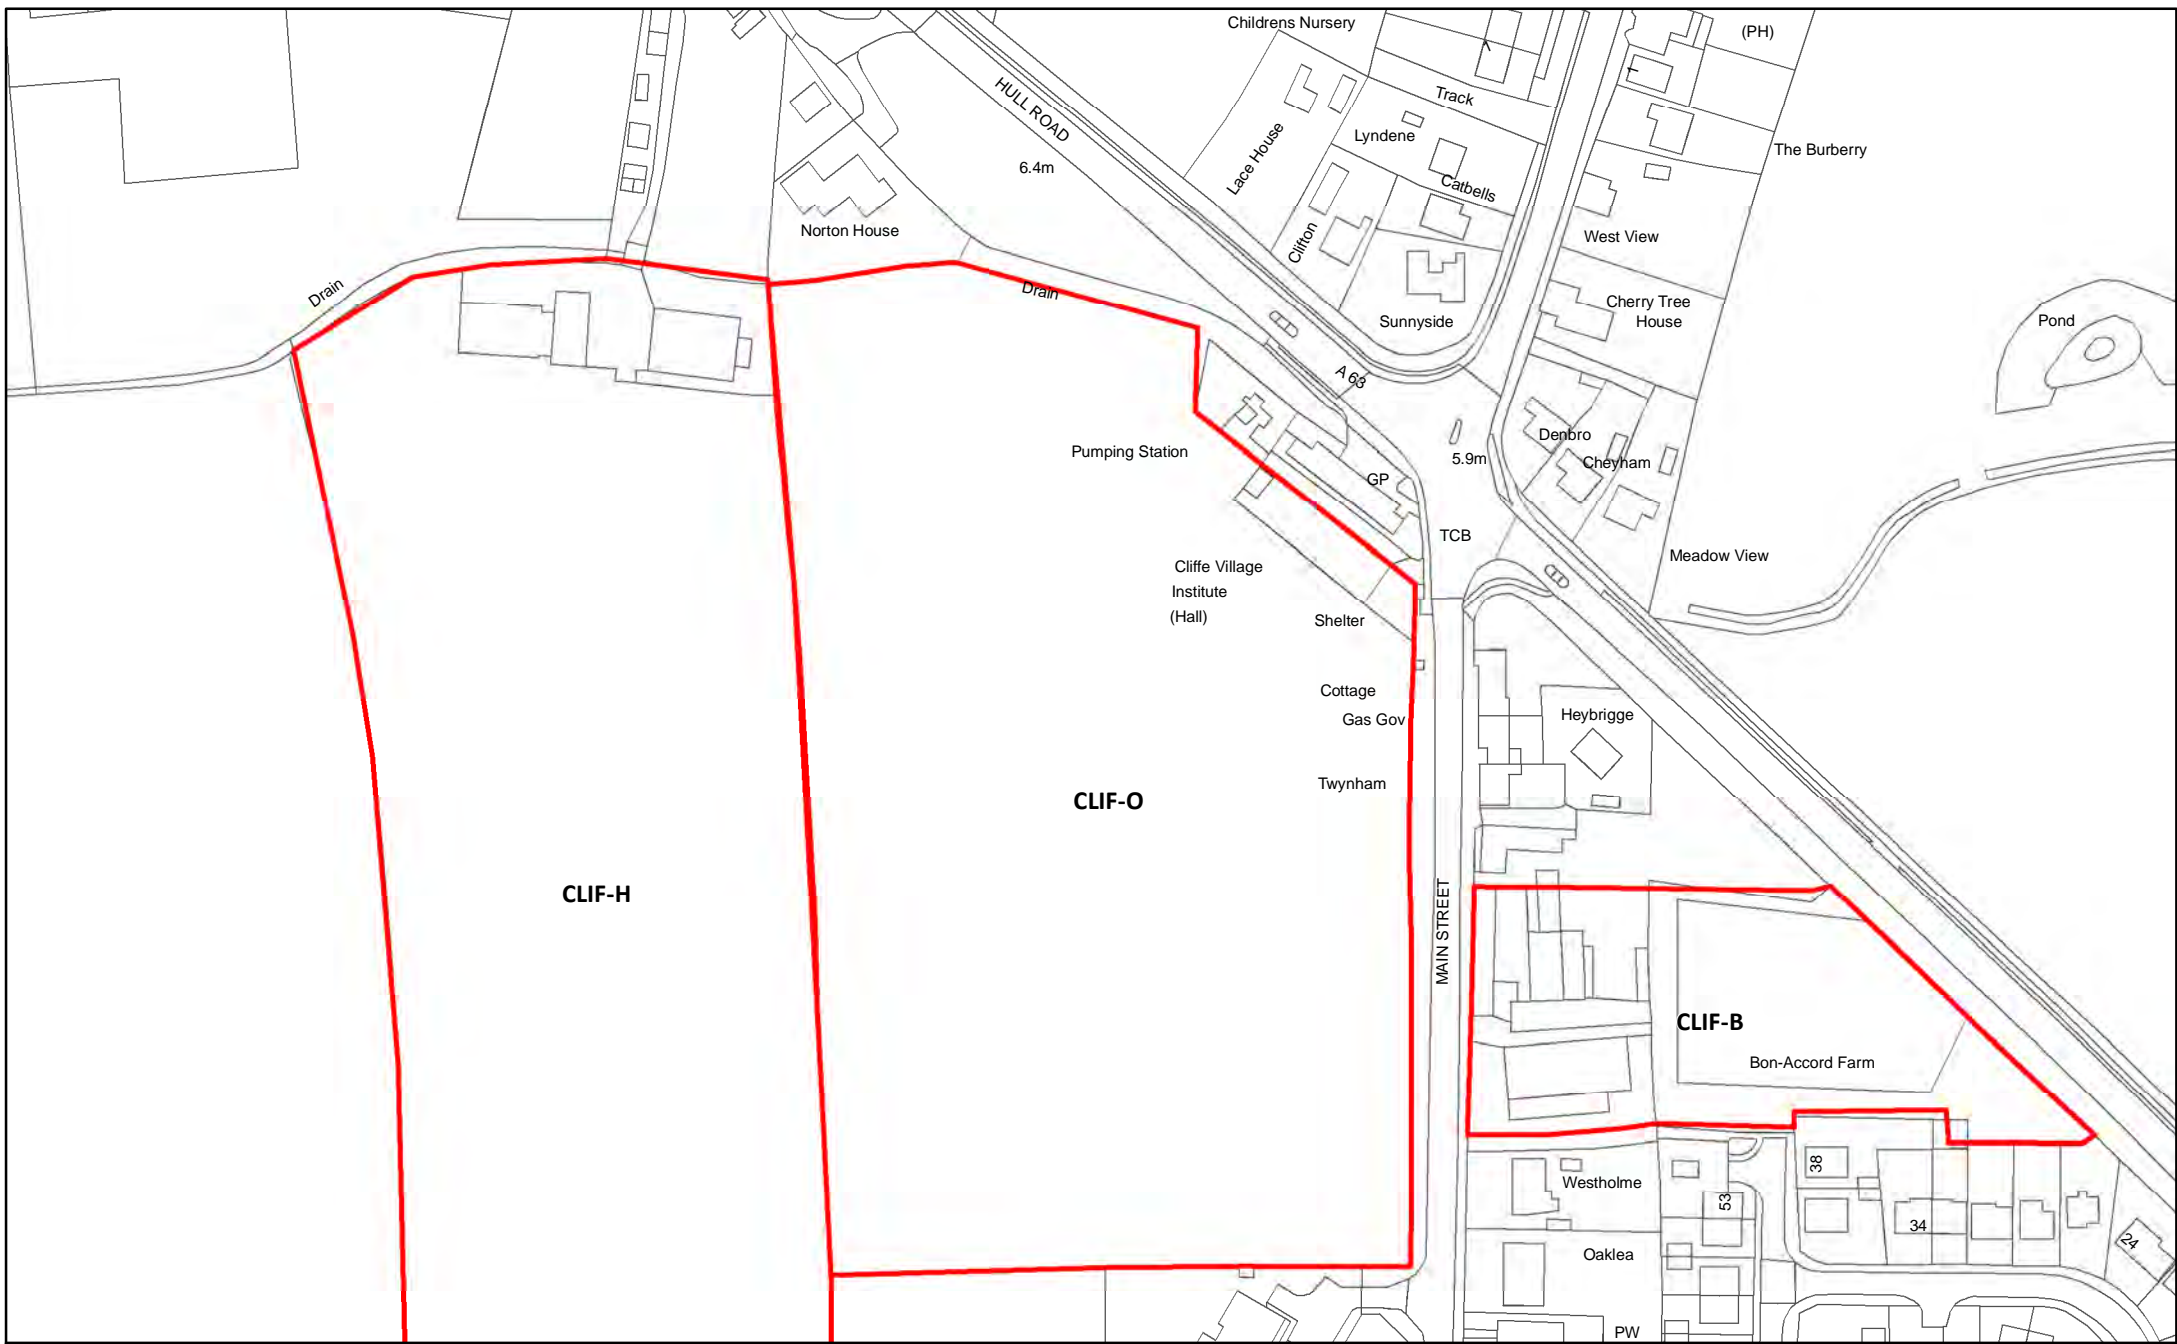 Childrens Nursery
(PH)
7
1
HULL ROAD
Track
Lace House
Lyndene
The Burberry
6.4m
Catbells
Norton House
Clifton
West View
Drain
Drain
Cherry Tree
House
Sunnyside
Pond
A 63
Denbro
Pumping Station
5.9m
Cheyham
GP
TCB
Meadow View
Cliffe Village
Institute
(Hall)
Shelter
Cottage
Gas Gov
Heybrigge
Twynham
CLIF-O
CLIF-H
MAIN STREET
CLIF-B
Bon-Accord Farm
38
Westholme
53
34
24
Oaklea
PW